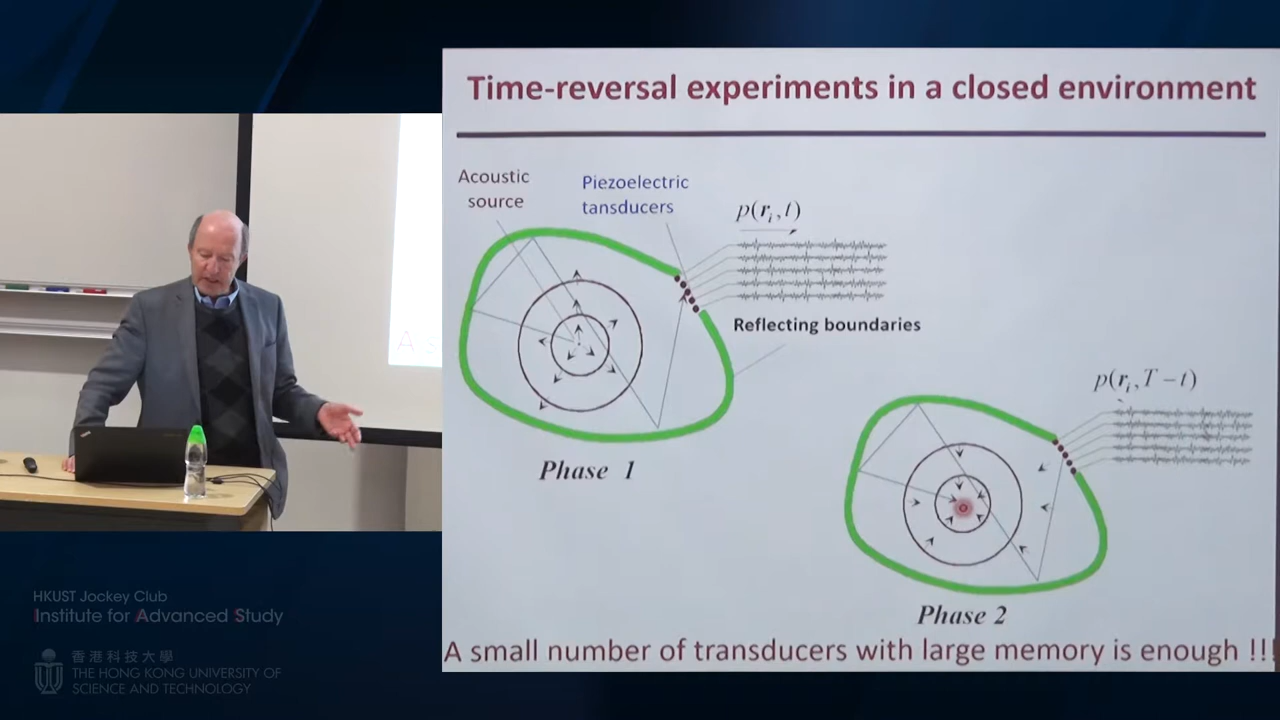 Time-reversal experiments in a closed environment
Acoustic
source
Piezoelectric
tansducers
p(rᵢ,t)
Reflecting boundaries
Phase 1
p(rᵢ,T−t)
Phase 2
A small number of transducers with large memory is enough !!!
HKUST Jockey Club
Institute for Advanced Study
香港科技大學
THE HONG KONG UNIVERSITY OF
SCIENCE AND TECHNOLOGY